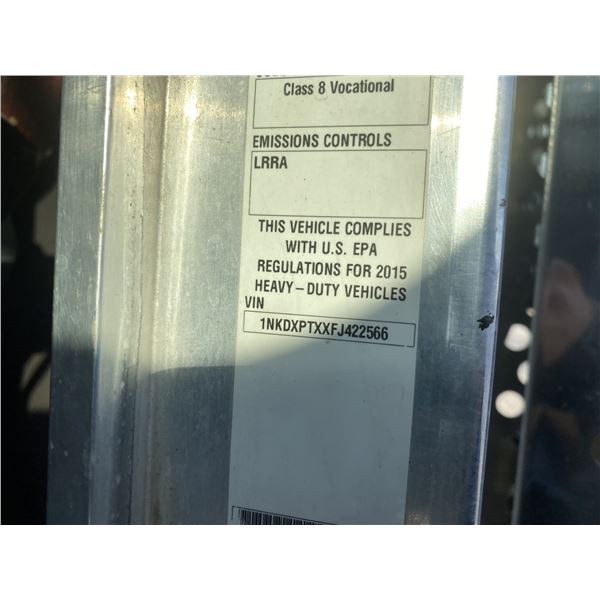 Class 8 Vocational
EMISSIONS CONTROLS
LRRA
THIS VEHICLE COMPLIES
WITH U.S. EPA
REGULATIONS FOR 2015
HEAVY – DUTY VEHICLES
VIN
1NKDXPTXXFJ422566